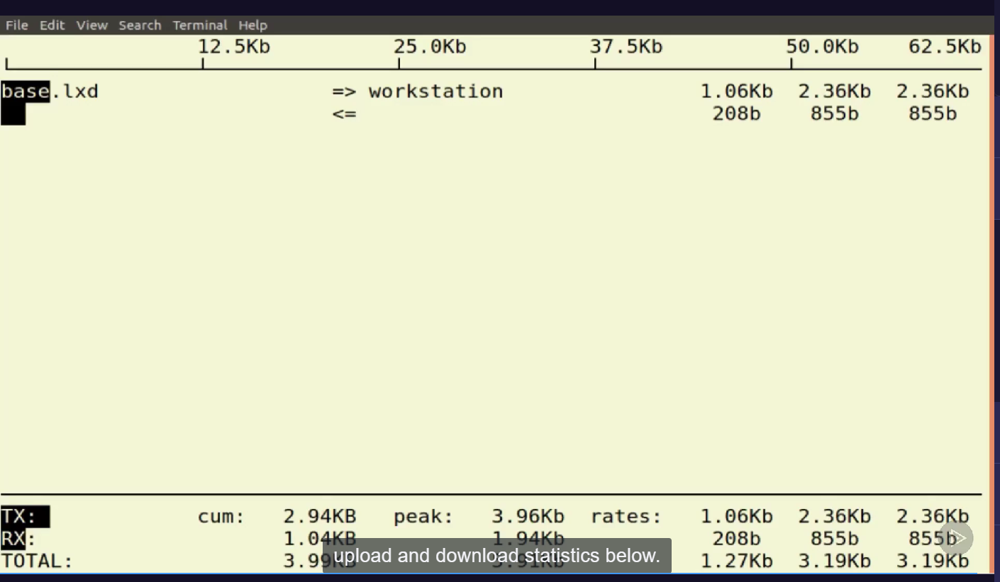 File Edit View Search Terminal Help
12.5Kb 25.0Kb 37.5Kb 50.0Kb 62.5Kb
base.lxd => workstation 1.06Kb 2.36Kb 2.36Kb
<= 208b 855b 855b
TX: cum: 2.94KB peak: 3.96Kb rates: 1.06Kb 2.36Kb 2.36Kb
RX: 1.04KB 1.94Kb 208b 855b 855b
TOTAL: 3.99KB 5.91Kb 1.27Kb 3.19Kb 3.19Kb
upload and download statistics below.